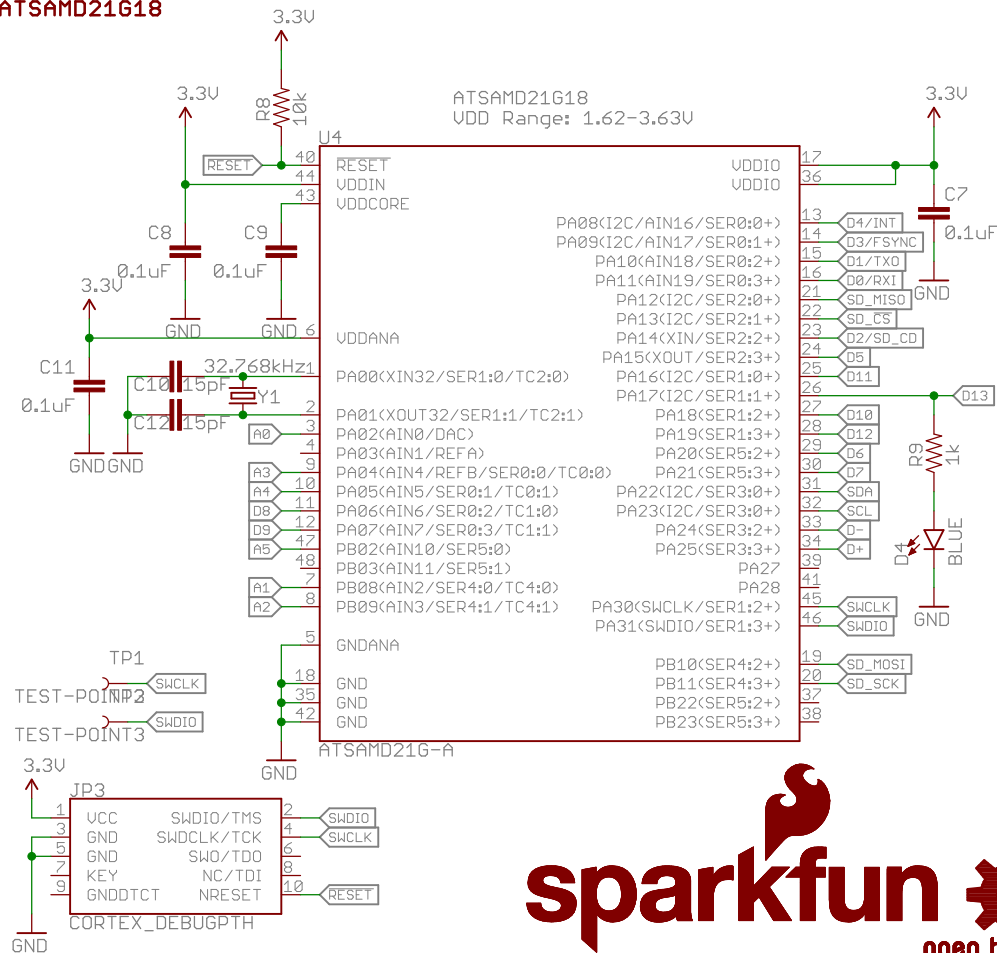 ATSAMD21G18
3.3V
R8
10k
3.3V
C8
0.1uF
GND
C9
0.1uF
GND
3.3V
C11
0.1uF
GND
GND
C10
15pF
C12
15pF
32.768kHz
Y1
ATSAMD21G18
VDD Range: 1.62-3.63V
U4
RESET 40 RESET
44 VDDIN
43 VDDCORE
6 VDDANA
1 PA00(XIN32/SER1:0/TC2:0)
2 PA01(XOUT32/SER1:1/TC2:1)
A0 3 PA02(AIN0/DAC)
4 PA03(AIN1/REFA)
A3 9 PA04(AIN4/REFB/SER0:0/TC0:0)
A4 10 PA05(AIN5/SER0:1/TC0:1)
D8 11 PA06(AIN6/SER0:2/TC1:0)
D9 12 PA07(AIN7/SER0:3/TC1:1)
A5 47 PB02(AIN10/SER5:0)
48 PB03(AIN11/SER5:1)
A1 7 PB08(AIN2/SER4:0/TC4:0)
A2 8 PB09(AIN3/SER4:1/TC4:1)
5 GNDANA
18 GND
35 GND
42 GND
GND
ATSAMD21G-A
VDDIO 17
VDDIO 36
PA08(I2C/AIN16/SER0:0+) 13 D4/INT
PA09(I2C/AIN17/SER0:1+) 14 D3/FSYNC
PA10(AIN18/SER0:2+) 15 D1/TXO
PA11(AIN19/SER0:3+) 16 D0/RXI
PA12(I2C/SER2:0+) 21 SD_MISO
PA13(I2C/SER2:1+) 22 SD_CS
PA14(XIN/SER2:2+) 23 D2/SD_CD
PA15(XOUT/SER2:3+) 24 D5
PA16(I2C/SER1:0+) 25 D11
PA17(I2C/SER1:1+) 26 D13
PA18(SER1:2+) 27 D10
PA19(SER1:3+) 28 D12
PA20(SER5:2+) 29 D6
PA21(SER5:3+) 30 D7
PA22(I2C/SER3:0+) 31 SDA
PA23(I2C/SER3:0+) 32 SCL
PA24(SER3:2+) 33 D-
PA25(SER3:3+) 34 D+
PA27 39
PA28 41
PA30(SWCLK/SER1:2+) 45 SWCLK
PA31(SWDIO/SER1:3+) 46 SWDIO
PB10(SER4:2+) 19 SD_MOSI
PB11(SER4:3+) 20 SD_SCK
PB22(SER5:2+) 37
PB23(SER5:3+) 38
3.3V
C7
0.1uF
GND
R9
1k
D4
BLUE
GND
TP1
SWCLK
TP2
SWDIO
TEST-POINT3
3.3V
JP3
1 VCC SWDIO/TMS 2 SWDIO
3 GND SWDCLK/TCK 4 SWCLK
5 GND SWO/TDO 6
7 KEY NC/TDI 8
9 GNDDTCT NRESET 10 RESET
CORTEX_DEBUGPTH
GND
sparkfun
open